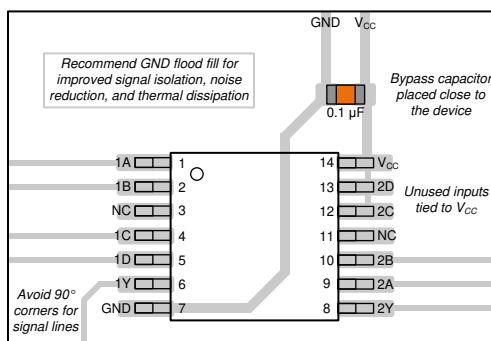 GND VCC
Recommend GND flood fill for
improved signal isolation, noise
reduction, and thermal dissipation
Bypass capacitor
placed close to
the device
0.1 µF
1A 1 14 VCC
1B 2 13 2D
Unused inputs
tied to VCC
NC 3 12 2C
1C 4 11 NC
1D 5 10 2B
1Y 6 9 2A
Avoid 90°
corners for
signal lines
GND 7 8 2Y